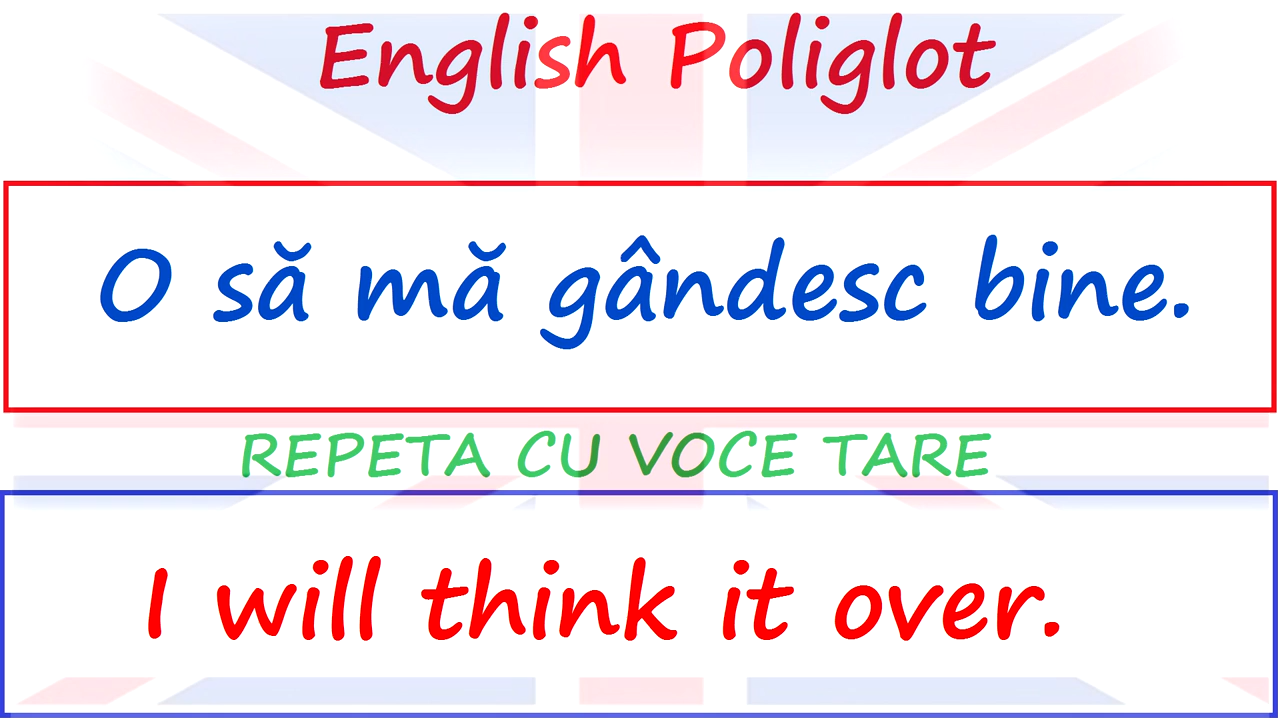 English Poliglot
O să mă gândesc bine.
REPETA CU VOCE TARE
I will think it over.